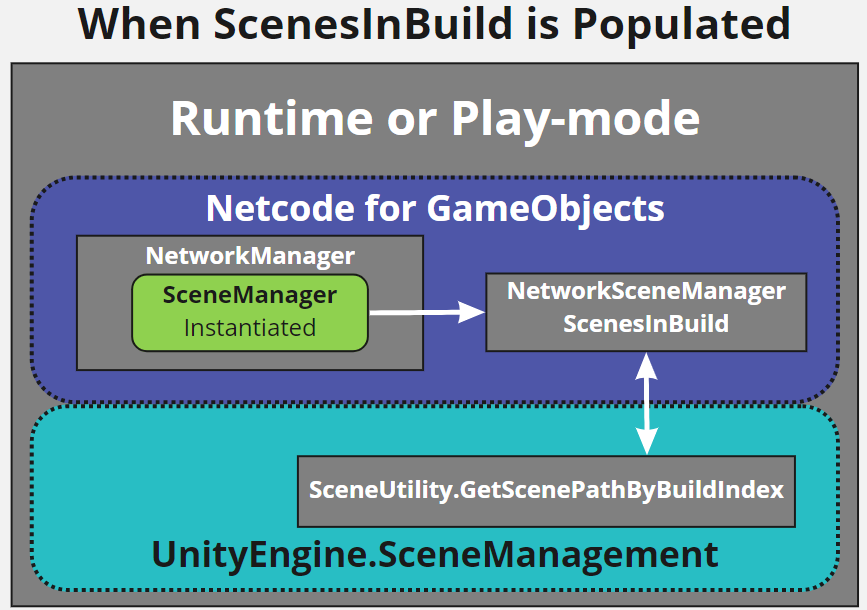 When ScenesInBuild is Populated
Runtime or Play-mode
Netcode for GameObjects
NetworkManager
SceneManager
Instantiated
NetworkSceneManager
ScenesInBuild
SceneUtility.GetScenePathByBuildIndex
UnityEngine.SceneManagement